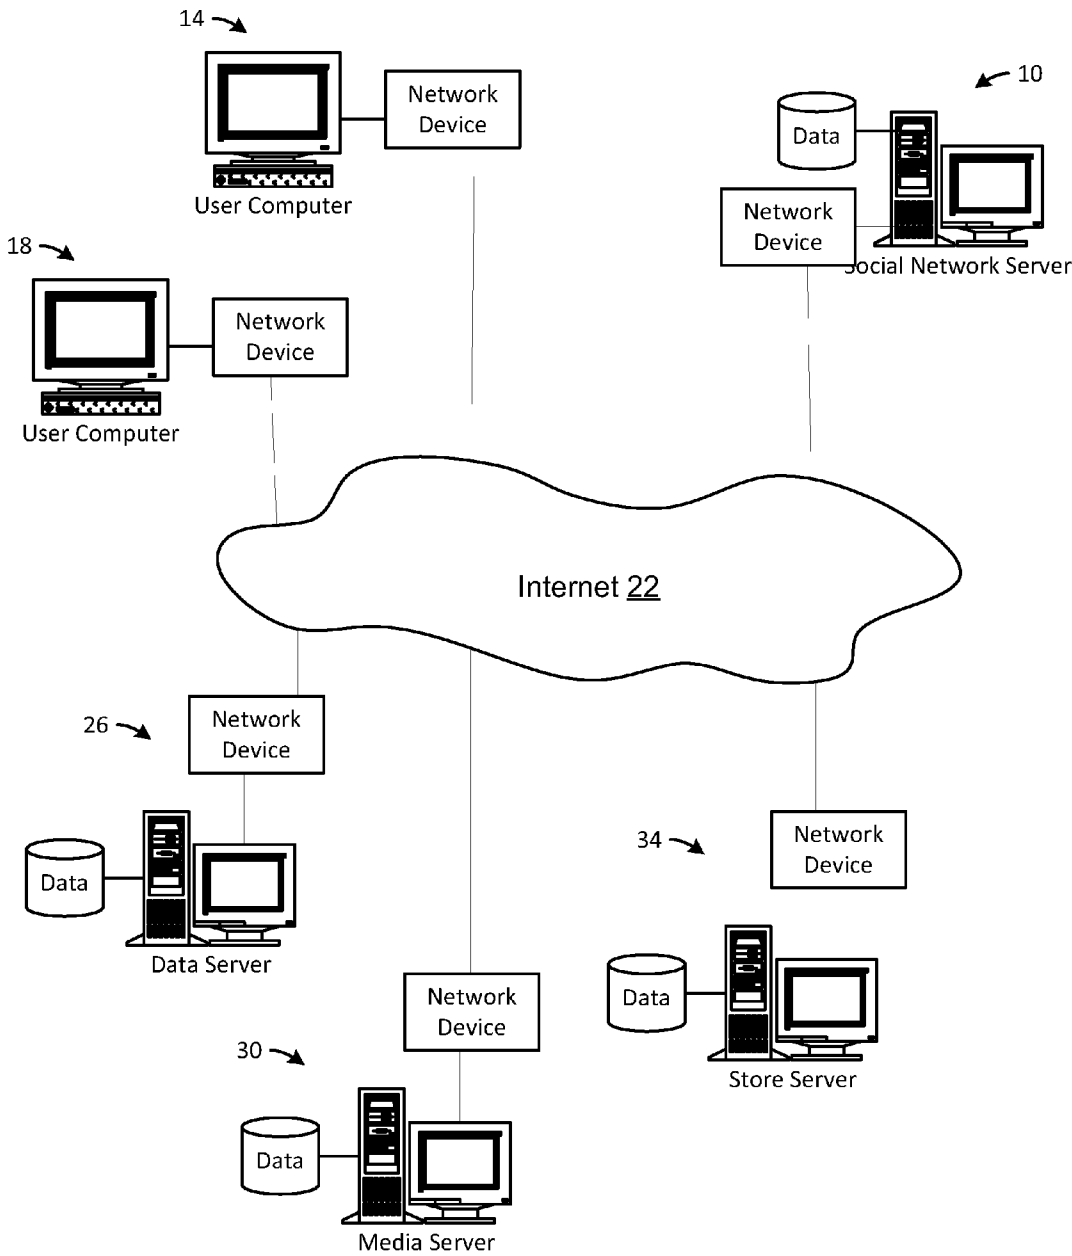 14
Network
Device
User Computer
10
Data
Network
Device
Social Network Server
18
Network
Device
User Computer
Internet 22
26
Network
Device
Data
Data Server
34
Network
Device
Data
Store Server
30
Network
Device
Data
Media Server